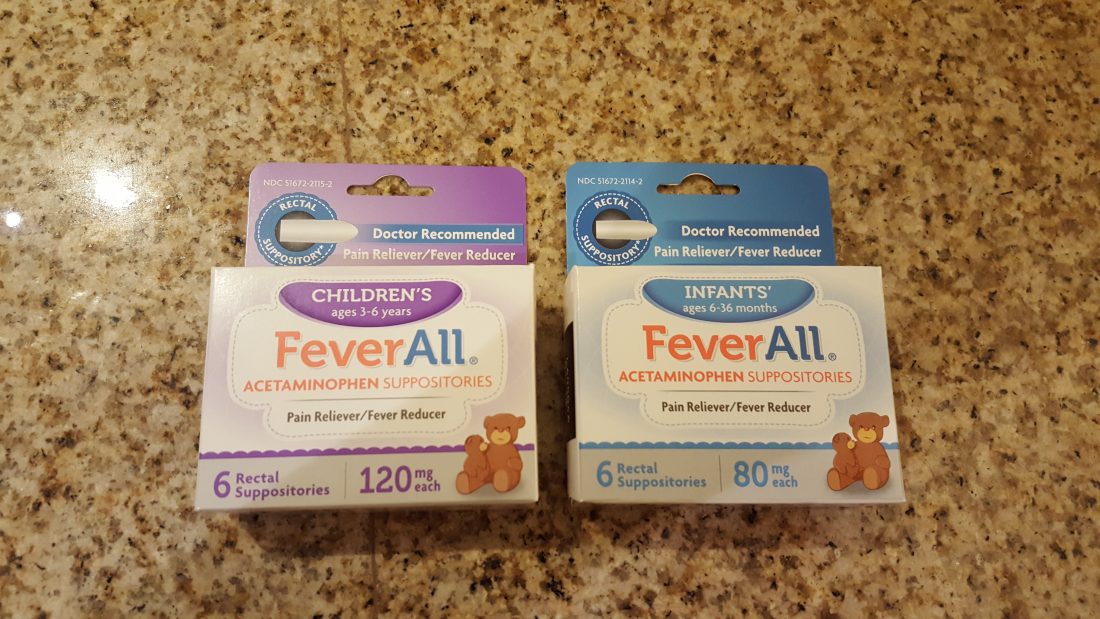 NDC 51672-2115-2
RECTAL
SUPPOSITORY*
Doctor Recommended
Pain Reliever/Fever Reducer
CHILDREN'S
ages 3-6 years
FeverAll®
ACETAMINOPHEN SUPPOSITORIES
Pain Reliever/Fever Reducer
6 Rectal
Suppositories
120 mg
each
NDC 51672-2114-2
RECTAL
SUPPOSITORY*
Doctor Recommended
Pain Reliever/Fever Reducer
INFANTS'
ages 6-36 months
FeverAll®
ACETAMINOPHEN SUPPOSITORIES
Pain Reliever/Fever Reducer
6 Rectal
Suppositories
80 mg
each